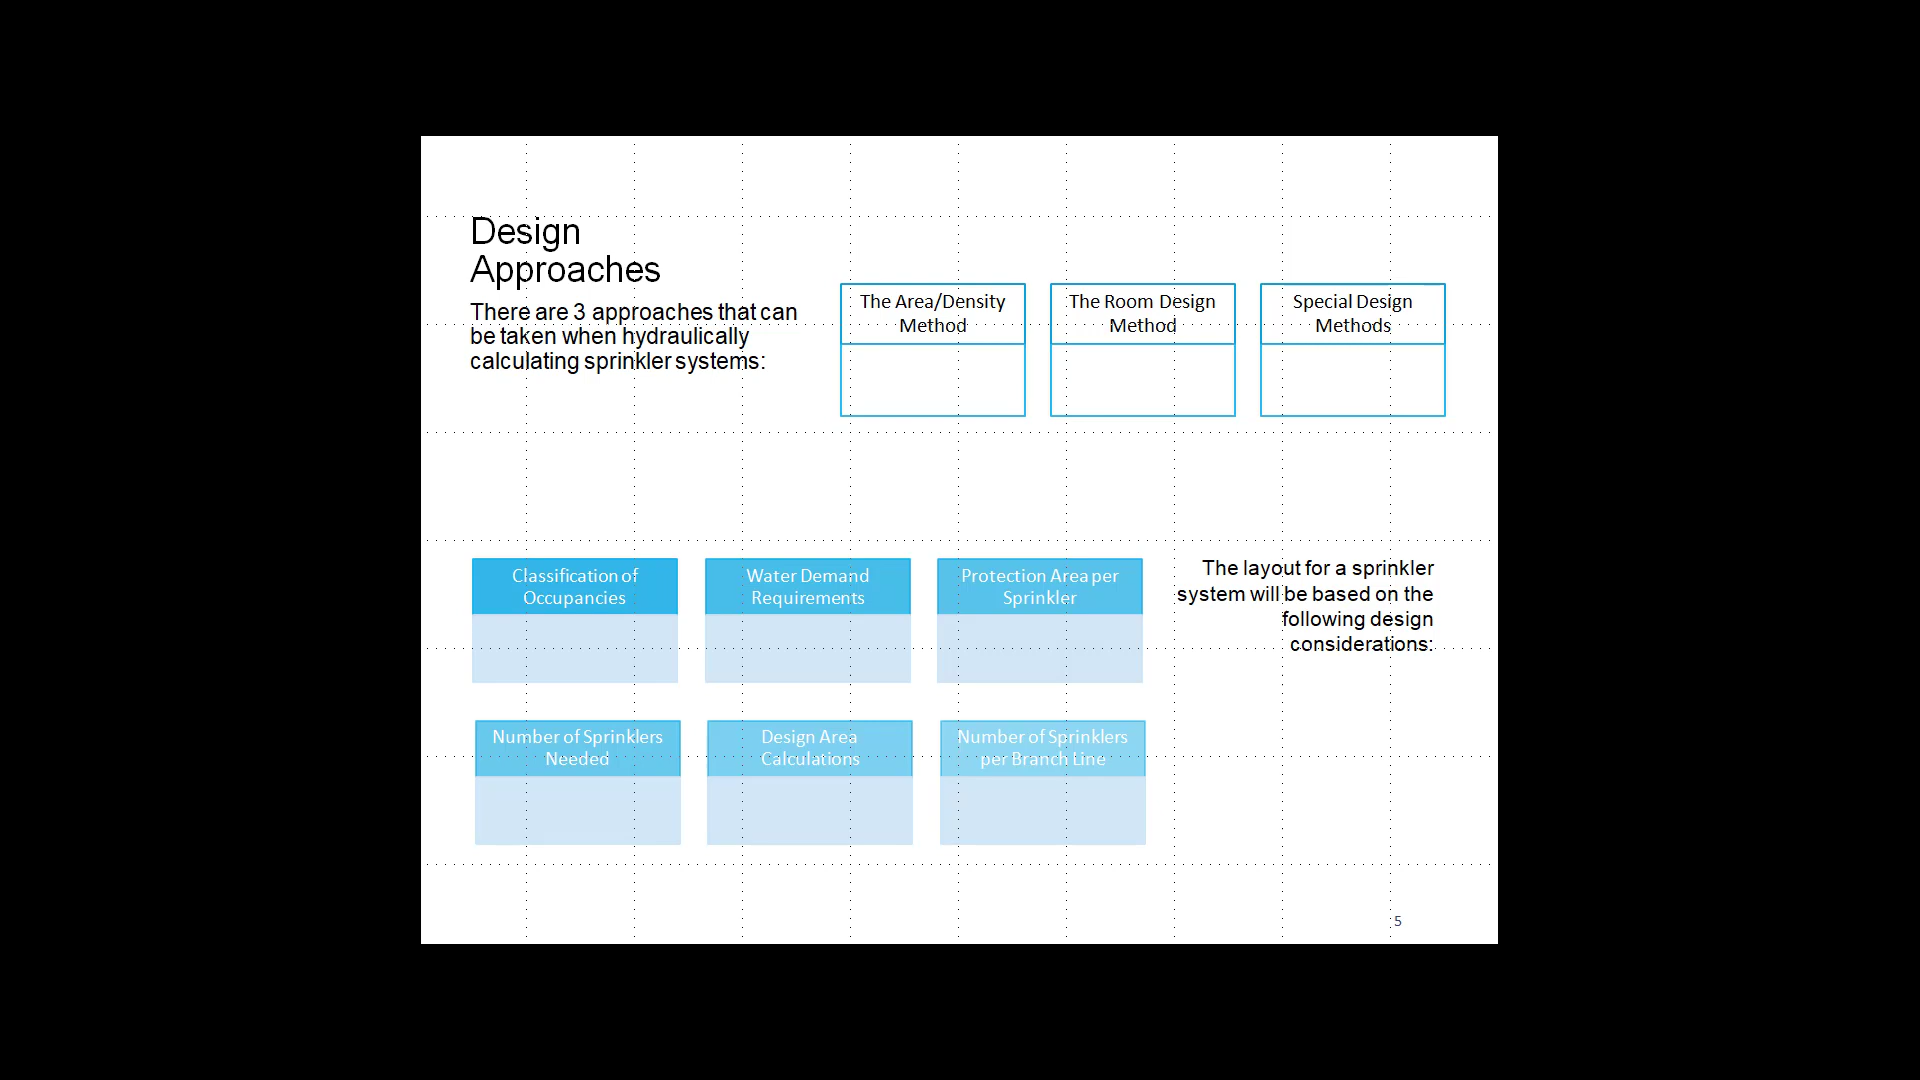 Design
Approaches
There are 3 approaches that can
be taken when hydraulically
calculating sprinkler systems:
The Area/Density
Method
The Room Design
Method
Special Design
Methods
Classification of
Occupancies
Water Demand
Requirements
Protection Area per
Sprinkler
The layout for a sprinkler
system will be based on the
following design
considerations:
Number of Sprinklers
Needed
Design Area
Calculations
Number of Sprinklers
per Branch Line
5